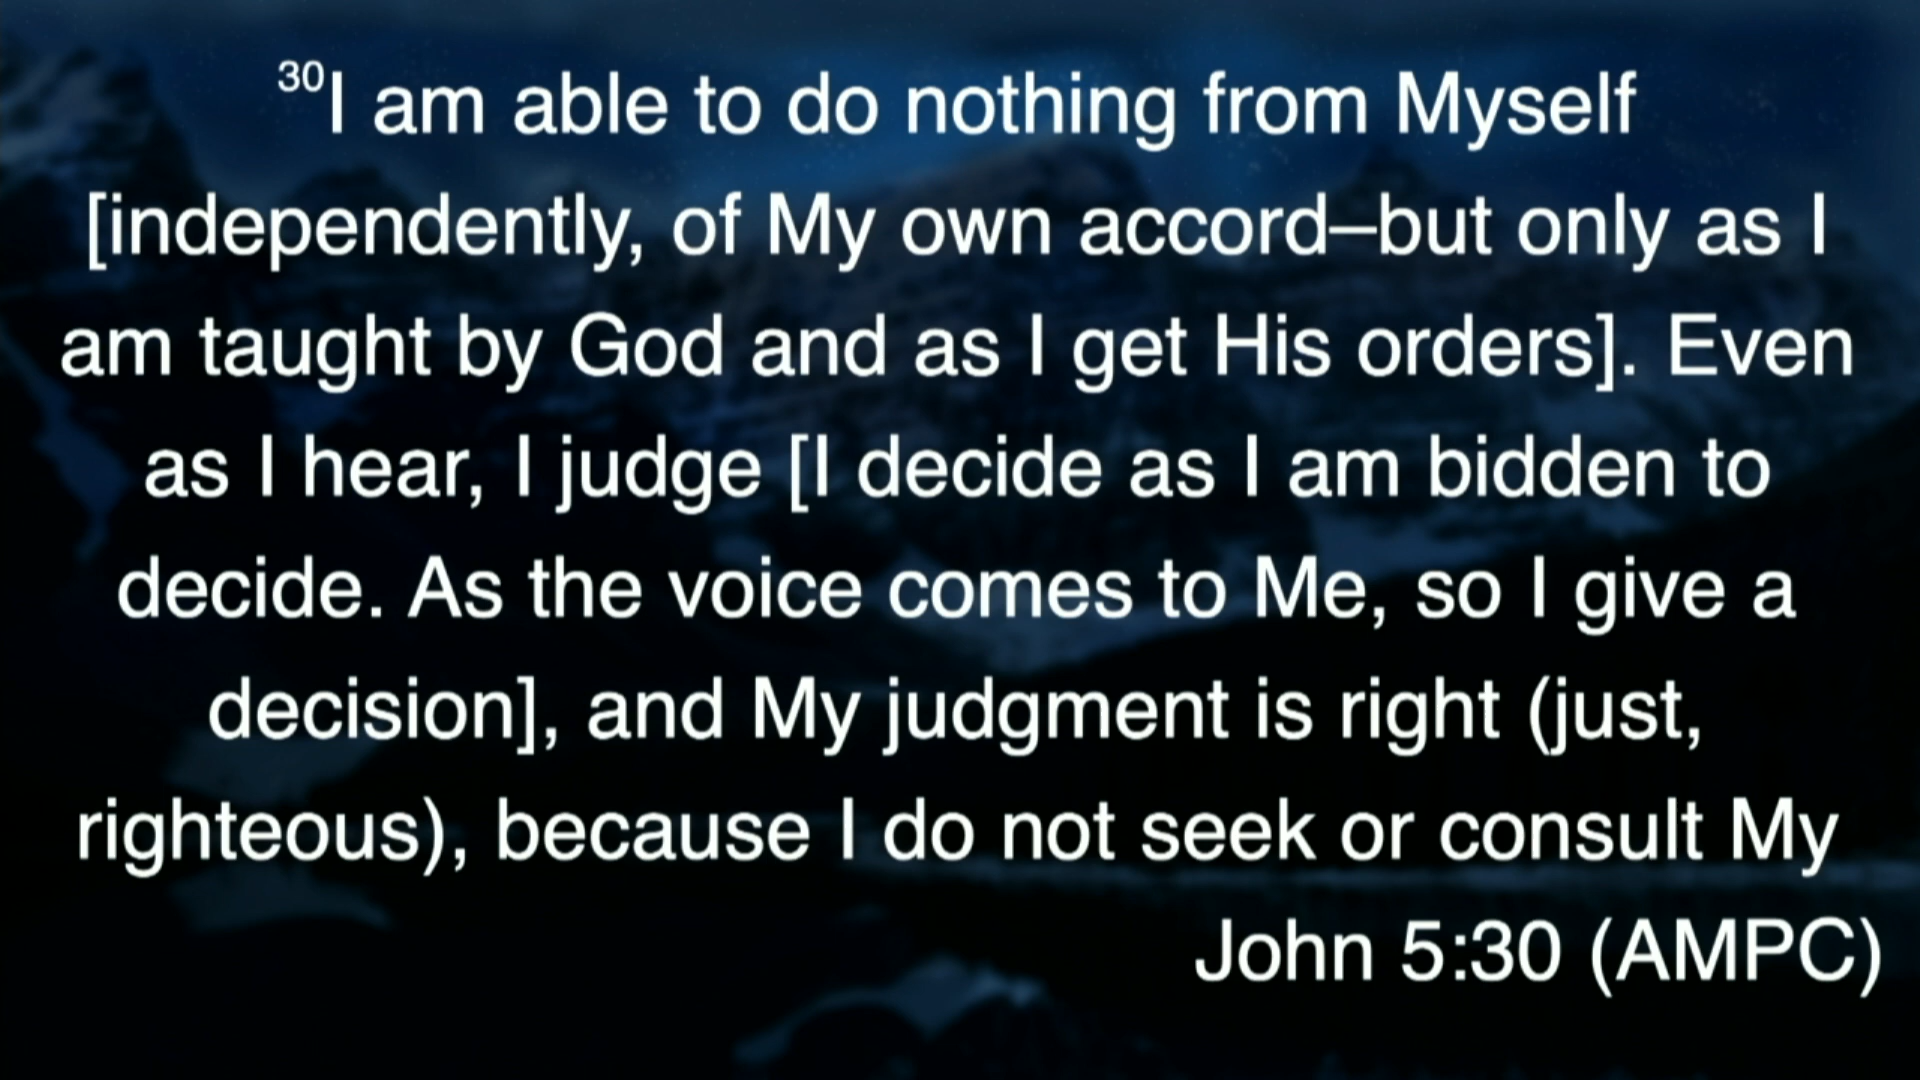 ³⁰I am able to do nothing from Myself
[independently, of My own accord–but only as I
am taught by God and as I get His orders]. Even
as I hear, I judge [I decide as I am bidden to
decide. As the voice comes to Me, so I give a
decision], and My judgment is right (just,
righteous), because I do not seek or consult My
John 5:30 (AMPC)